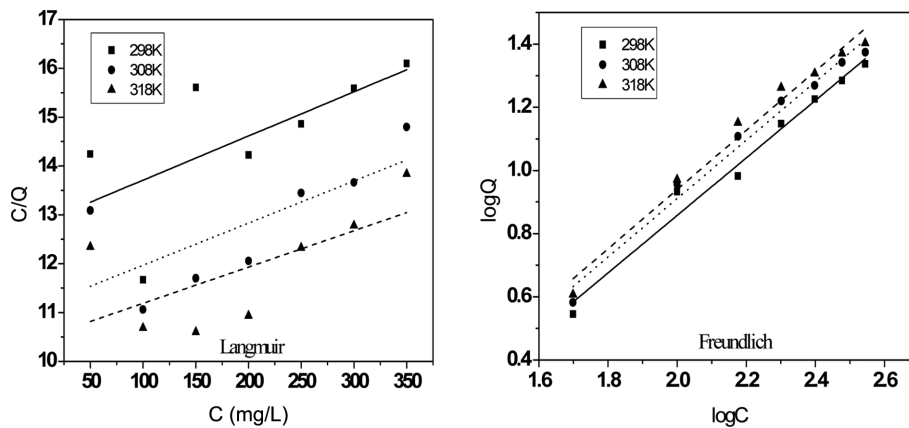 17
16
15
14
13
12
11
10
C/Q
298K
308K
318K
Langmuir
50 100 150 200 250 300 350
C (mg/L)
1.4
1.2
1.0
0.8
0.6
0.4
logQ
298K
308K
318K
Freundlich
1.6 1.8 2.0 2.2 2.4 2.6
logC